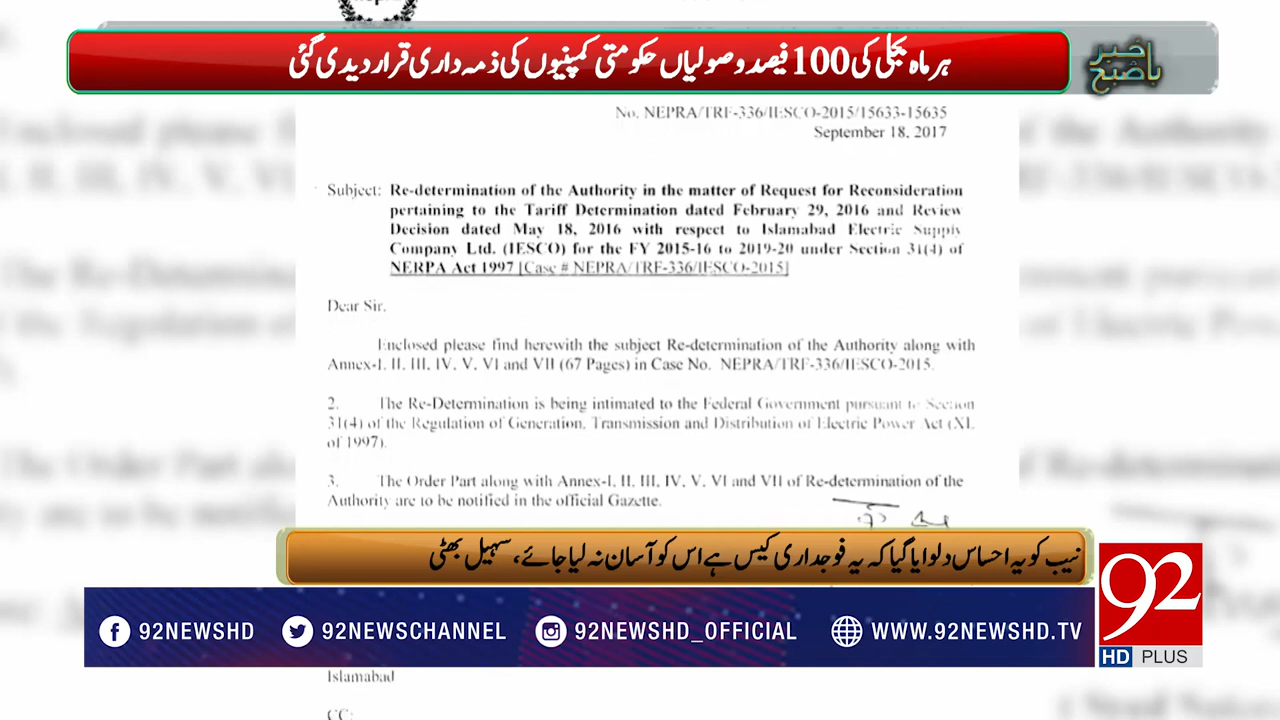 ہر ماہ بجلی کی 100 فیصد وصولیاں حکومتی کمپنیوں کی ذمہ داری قرار دیدی گئی
باخبر
صبح
No. NEPRA/TRF-336/IESCO-2015/15633-15635
September 18, 2017
Subject: Re-determination of the Authority in the matter of Request for Reconsideration
pertaining to the Tariff Determination dated February 29, 2016 and Review
Decision dated May 18, 2016 with respect to Islamabad Electric Supply
Company Ltd. (IESCO) for the FY 2015-16 to 2019-20 under Section 31(4) of
NERPA Act 1997 [Case # NEPRA/TRF-336/IESCO-2015]
Dear Sir,
Enclosed please find herewith the subject Re-determination of the Authority along with
Annex-I, II, III, IV, V, VI and VII (67 Pages) in Case No. NEPRA/TRF-336/IESCO-2015.
2. The Re-Determination is being intimated to the Federal Government pursuant to Section
31(4) of the Regulation of Generation, Transmission and Distribution of Electric Power Act (XL
of 1997).
3. The Order Part along with Annex-I, II, III, IV, V, VI and VII of Re-determination of the
Authority are to be notified in the official Gazette.
نیب کو یہ احساس دلوایا گیا کہ یہ فوجداری کیس ہے اس کو آسان نہ لیا جائے، سہیل بھٹی
92NEWSHD 92NEWSCHANNEL 92NEWSHD_OFFICIAL WWW.92NEWSHD.TV
92
HD PLUS
Islamabad
CC: